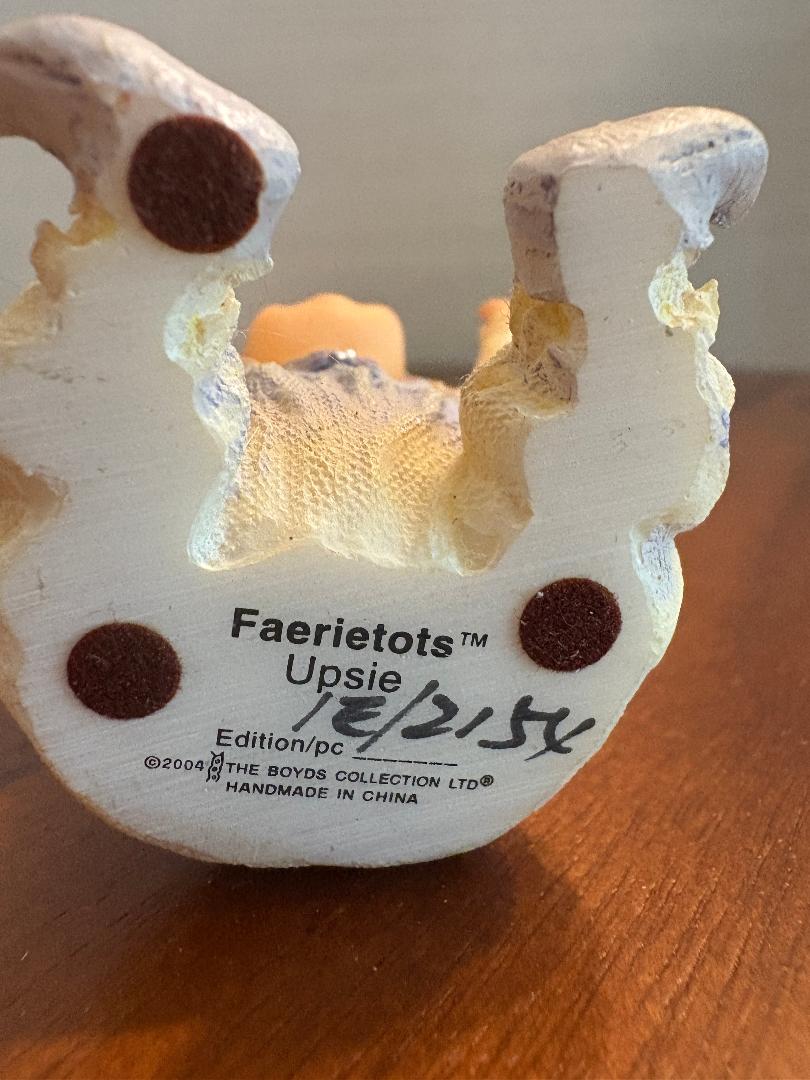 Faerietots™
Upsie
Edition/pc 1E/2154
©2004 THE BOYDS COLLECTION LTD®
HANDMADE IN CHINA